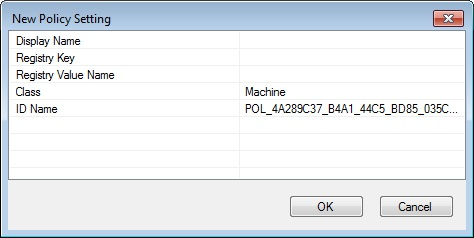 New Policy Setting
Display Name
Registry Key
Registry Value Name
Class Machine
ID Name POL_4A289C37_B4A1_44C5_BD85_035C...
OK Cancel